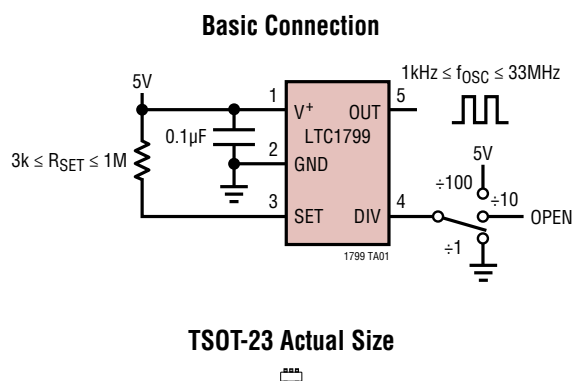 Basic Connection
1kHz ≤ fOSC ≤ 33MHz
5V
1
V+
OUT
5
0.1µF
LTC1799
2
GND
5V
3k ≤ RSET ≤ 1M
÷100
÷10
3
SET
DIV
4
OPEN
÷1
1799 TA01
TSOT-23 Actual Size